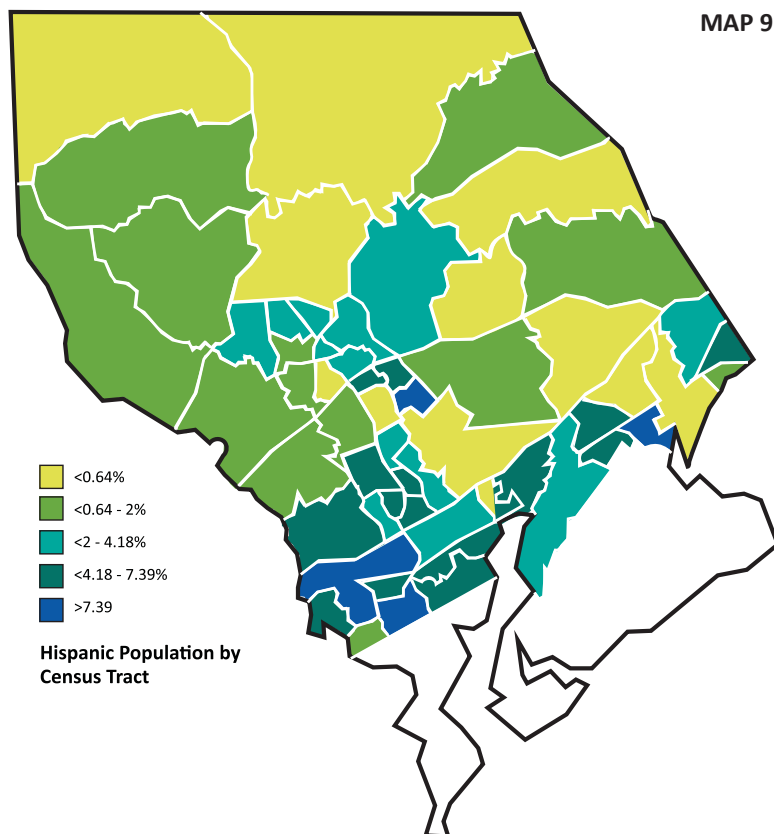 MAP 9
<0.64%
<0.64 - 2%
<2 - 4.18%
<4.18 - 7.39%
>7.39
Hispanic Population by
Census Tract